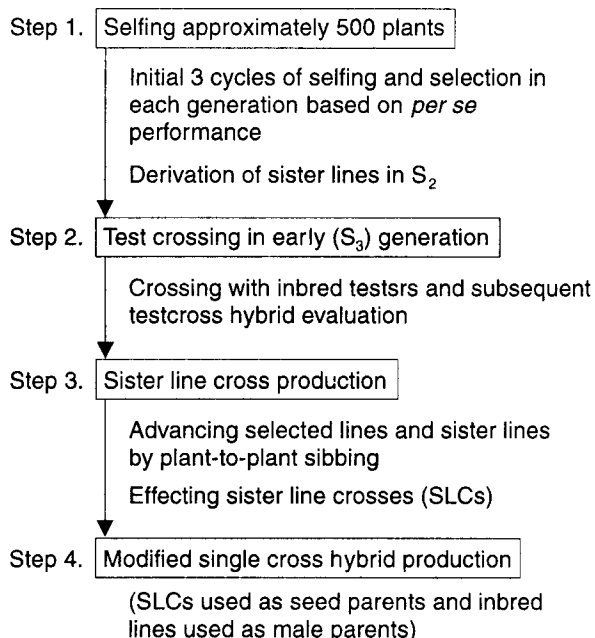 Step 1. Selfing approximately 500 plants
Initial 3 cycles of selfing and selection in
each generation based on per se
performance
Derivation of sister lines in S₂
Step 2. Test crossing in early (S₃) generation
Crossing with inbred testsrs and subsequent
testcross hybrid evaluation
Step 3. Sister line cross production
Advancing selected lines and sister lines
by plant-to-plant sibbing
Effecting sister line crosses (SLCs)
Step 4. Modified single cross hybrid production
(SLCs used as seed parents and inbred
lines used as male parents)